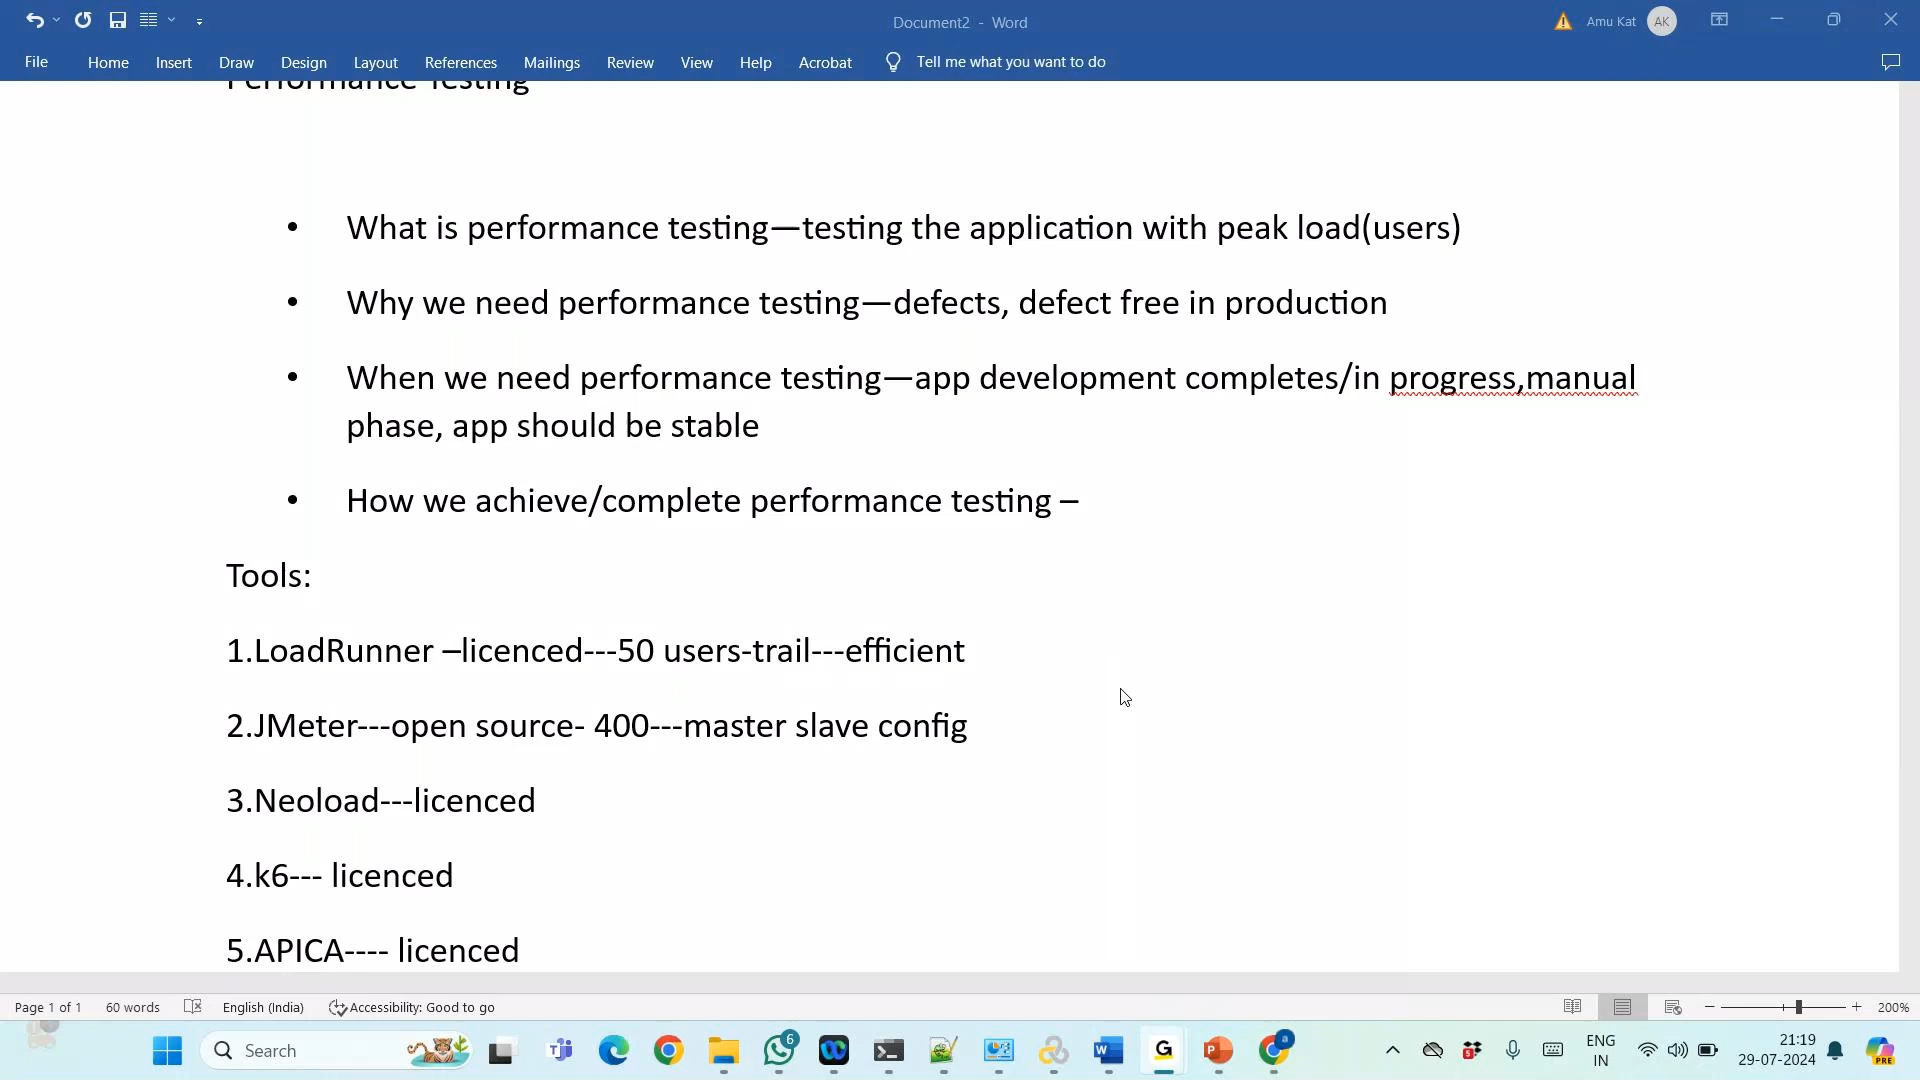 Document2 - Word
Amu Kat
AK
File Home Insert Draw Design Layout References Mailings Review View Help Acrobat Tell me what you want to do
Performance Testing
• What is performance testing—testing the application with peak load(users)
• Why we need performance testing—defects, defect free in production
• When we need performance testing—app development completes/in progress,manual
phase, app should be stable
• How we achieve/complete performance testing –
Tools:
1.LoadRunner –licenced---50 users-trail---efficient
2.JMeter---open source- 400---master slave config
3.Neoload---licenced
4.k6--- licenced
5.APICA---- licenced
Page 1 of 1 60 words English (India) Accessibility: Good to go 200%
Search
6
W
G
P
a
5
ENG
IN
21:19
29-07-2024
PRE